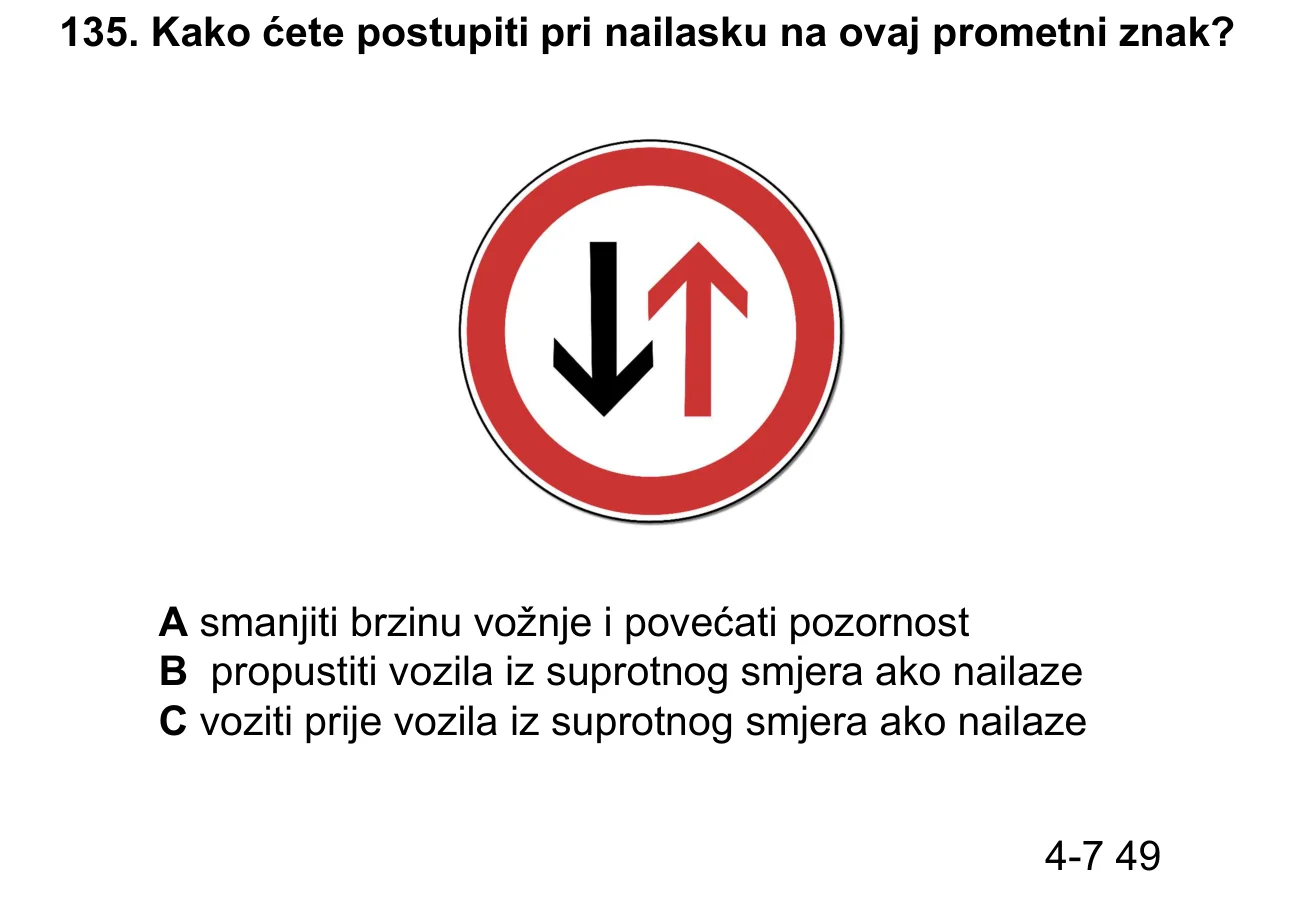 135. Kako ćete postupiti pri nailasku na ovaj prometni znak?
A smanjiti brzinu vožnje i povećati pozornost
B propustiti vozila iz suprotnog smjera ako nailaze
C voziti prije vozila iz suprotnog smjera ako nailaze
4-7 49